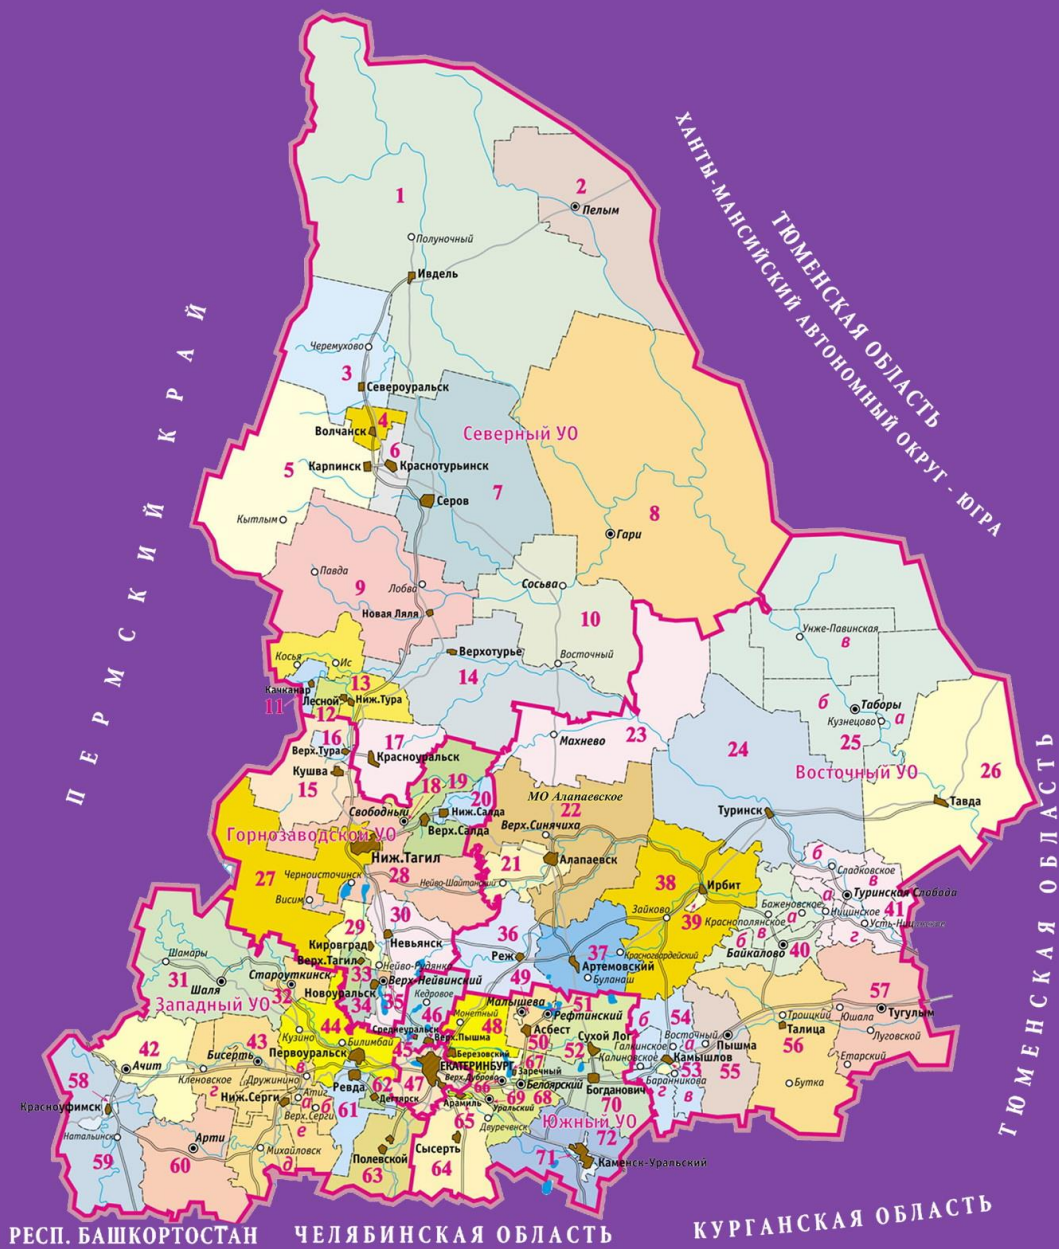 ХАНТЫ-МАНСИЙСКИЙ АВТОНОМНЫЙ ОКРУГ - ЮГРА
ТЮМЕНСКАЯ ОБЛАСТЬ
ПЕРМСКИЙ КРАЙ
1
2
Пелым
Полуночный
Ивдель
Черемухово
3
Североуральск
4
Волчанск
Северный УО
6
5
Карпинск
Краснотурьинск
7
Серов
8
Кытлым
Гари
Павда
9
Лобва
Сосьва
Новая Ляля
10
Унже-Павинская
в
Косья
Ис
Верхотурье
Восточный
14
13
Качканар
Лесной
Ниж.Тура
11
12
б
Таборы
Кузнецово
а
16
17
Махнево
23
24
25
Верх.Тура
Красноуральск
Восточный УО
26
Кушва
18
19
15
20
МО Алапаевское
22
Тавда
Свободный
Ниж.Салда
Туринск
Горнозаводской УО
Верх.Салда
Верх.Синячиха
Ниж.Тагил
21
Алапаевск
б
Сладковское
27
Черноисточинск
28
Нейво-Шайтанский
38
Ирбит
в
а
Туринская Слобода
Висим
Зайково
39
Баженовское
Ницинское
41
30
29
Краснополянское
а
Усть-Ницинское
36
г
Кировград
Невьянск
37
б
в
40
Верх.Тагил
Реж
Красногвардейский
Байкалово
Шамары
Нейво-Рудянка
Артемовский
31
Староуткинск
33
Верх-Нейвинский
49
Буланаш
Шаля
32
Новоуральск
Западный УО
34
35
Кедровое
Малышева
51
57
46
Рефтинский
б
54
Троицкий
Юшала
Тугулым
44
Среднеуральск
Монетный
48
Асбест
Талица
Кузино
Верх.Пышма
50
Сухой Лог
Восточный
Пышма
Луговской
42
43
Билимбай
45
52
Галкинское
а
56
Бисерть
Первоуральск
Березовский
67
Калиновское
Камышлов
Етарский
58
Ачит
в
ЕКАТЕРИНБУРГ
Заречный
53
55
Кленовское
Дружинино
62
47
Верх.Дуброво
Белоярский
Баранникова
г
Ревда
66
Богданович
г
в
Бутка
Красноуфимск
Ниж.Серги
Атиг
а
б
Дегтярск
Арамиль
69
68
70
Верх.Серги
61
65
Уральский
Натальинск
Арти
е
Двуреченск
Южный УО
72
Михайловск
Полевской
Сысерть
71
59
60
д
63
64
Каменск-Уральский
ТЮМЕНСКАЯ ОБЛАСТЬ
РЕСП. БАШКОРТОСТАН
ЧЕЛЯБИНСКАЯ ОБЛАСТЬ
КУРГАНСКАЯ ОБЛАСТЬ